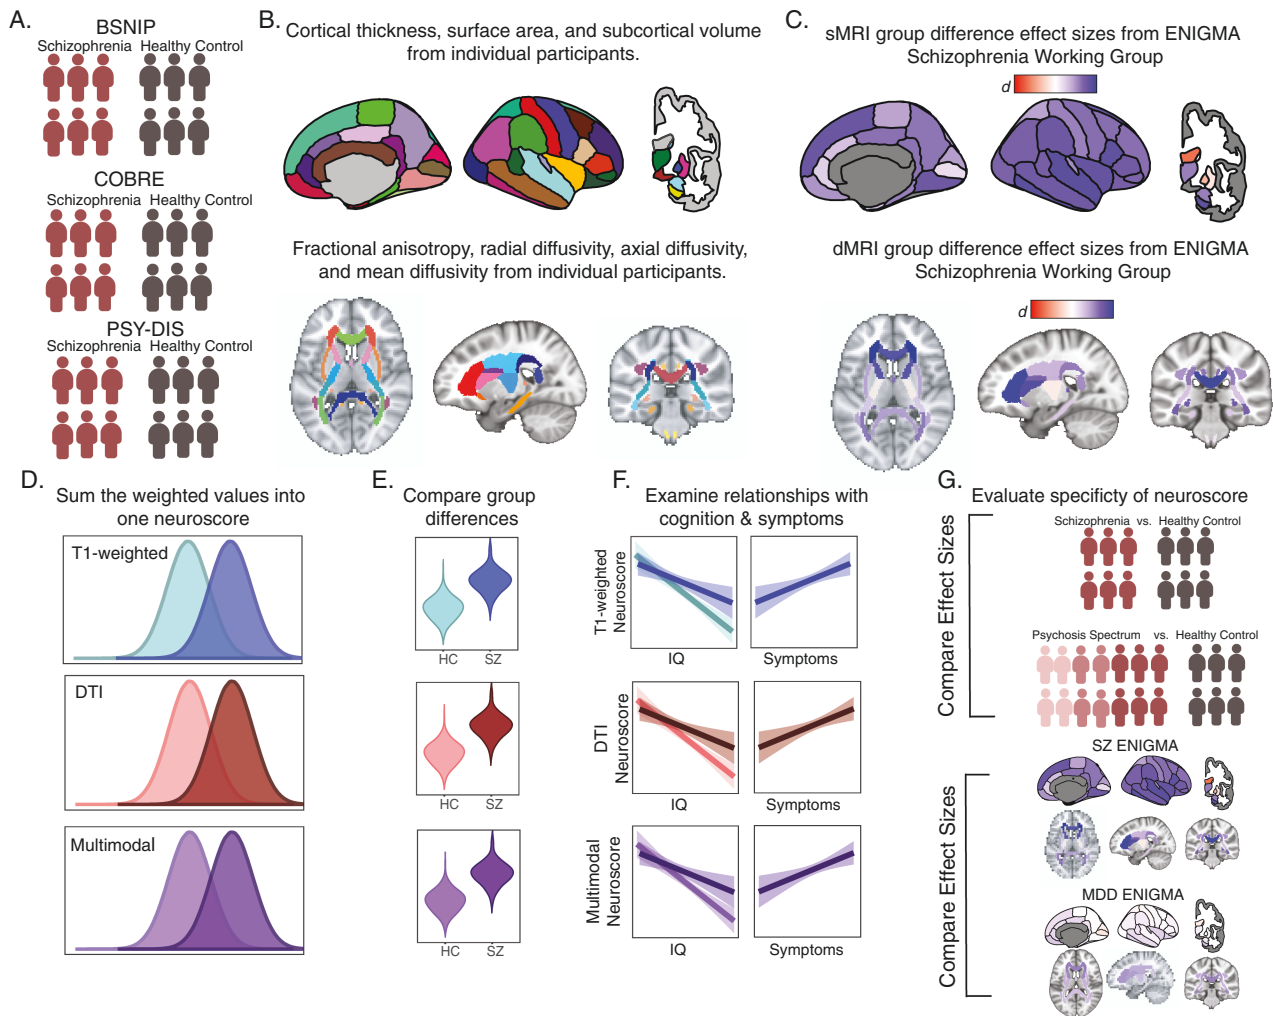 A.
BSNIP
Schizophrenia Healthy Control
COBRE
Schizophrenia Healthy Control
PSY-DIS
Schizophrenia Healthy Control
B.
Cortical thickness, surface area, and subcortical volume
from individual participants.
Fractional anisotropy, radial diffusivity, axial diffusivity,
and mean diffusivity from individual participants.
C.
sMRI group difference effect sizes from ENIGMA
Schizophrenia Working Group
d
dMRI group difference effect sizes from ENIGMA
Schizophrenia Working Group
d
D.
Sum the weighted values into
one neuroscore
T1-weighted
DTI
Multimodal
E.
Compare group
differences
HC SZ
HC SZ
HC SZ
F.
Examine relationships with
cognition & symptoms
T1-weighted
Neuroscore
IQ
Symptoms
DTI
Neuroscore
IQ
Symptoms
Multimodal
Neuroscore
IQ
Symptoms
G.
Evaluate specificty of neuroscore
Compare Effect Sizes
Schizophrenia vs. Healthy Control
Psychosis Spectrum vs. Healthy Control
Compare Effect Sizes
SZ ENIGMA
MDD ENIGMA